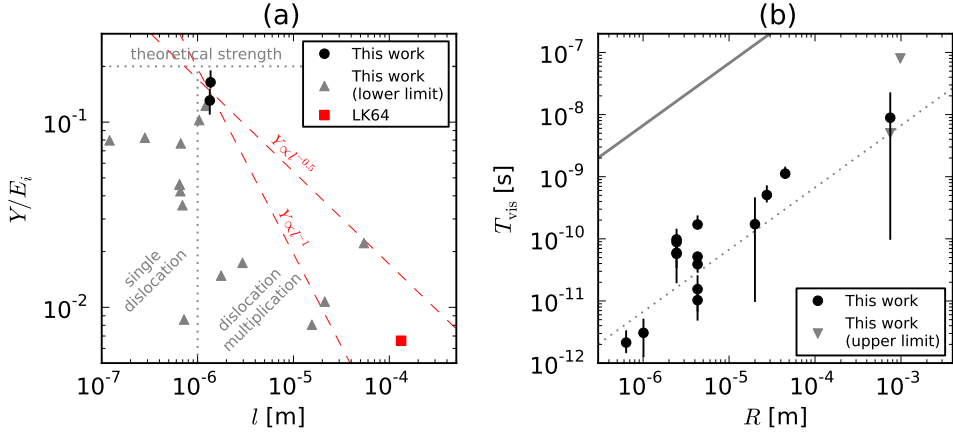 (a)
theoretical strength
This work
This work
(lower limit)
LK64
Y∝l^{-0.5}
Y∝l^{-1}
single
dislocation
dislocation
multiplication
10^{-1}
10^{-2}
Y/E_i
10^{-7} 10^{-6} 10^{-5} 10^{-4}
l [m]
(b)
10^{-7}
10^{-8}
10^{-9}
10^{-10}
10^{-11}
10^{-12}
T_{vis} [s]
This work
This work
(upper limit)
10^{-6} 10^{-5} 10^{-4} 10^{-3}
R [m]